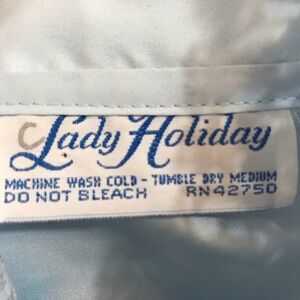 Lady Holiday
MACHINE WASH COLD - TUMBLE DRY MEDIUM
DO NOT BLEACH RN42750